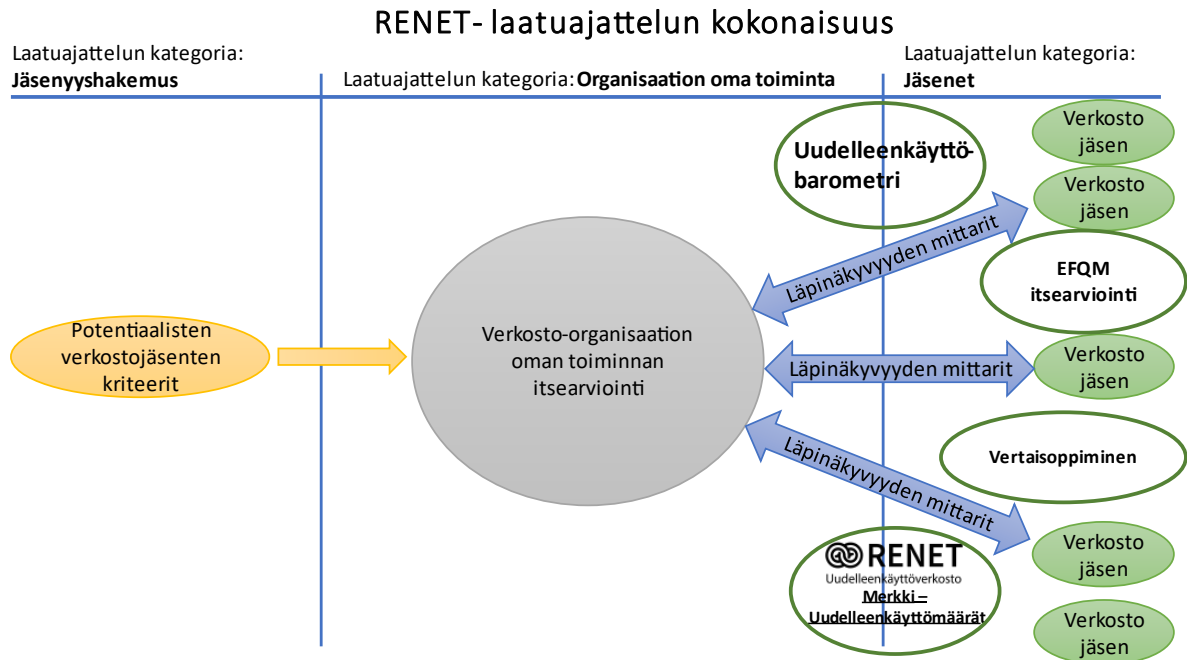 RENET- laatuajattelun kokonaisuus
Laatuajattelun kategoria:
Jäsenyyshakemus
Laatuajattelun kategoria: Organisaation oma toiminta
Laatuajattelun kategoria:
Jäsenet
Potentiaalisten
verkostojäsenten
kriteerit
Verkosto-organisaation
oman toiminnan
itsearviointi
Uudelleenkäyttö-
barometri
Läpinäkyvyyden mittarit
Läpinäkyvyyden mittarit
Läpinäkyvyyden mittarit
RENET
Uudelleenkäyttöverkosto
Merkki –
Uudelleenkäyttömäärät
Verkosto
jäsen
Verkosto
jäsen
EFQM
itsearviointi
Verkosto
jäsen
Vertaisoppiminen
Verkosto
jäsen
Verkosto
jäsen